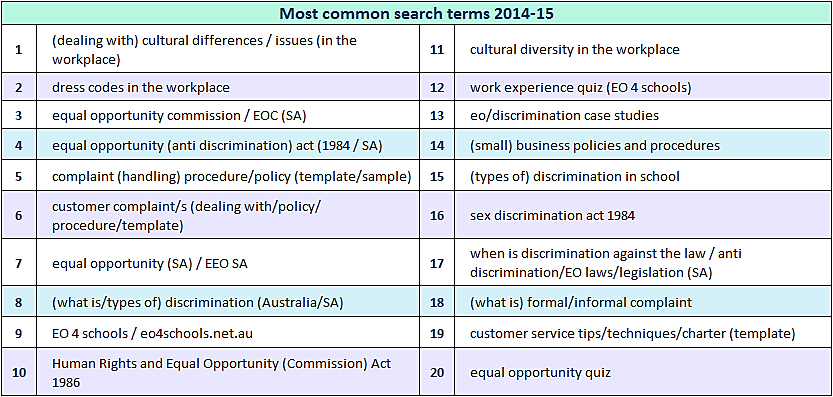 Most common search terms 2014-15
1 (dealing with) cultural differences / issues (in the
workplace)
11 cultural diversity in the workplace
2 dress codes in the workplace
12 work experience quiz (EO 4 schools)
3 equal opportunity commission / EOC (SA)
13 eo/discrimination case studies
4 equal opportunity (anti discrimination) act (1984 / SA)
14 (small) business policies and procedures
5 complaint (handling) procedure/policy (template/sample)
15 (types of) discrimination in school
6 customer complaint/s (dealing with/policy/
procedure/template)
16 sex discrimination act 1984
7 equal opportunity (SA) / EEO SA
17 when is discrimination against the law / anti
discrimination/EO laws/legislation (SA)
8 (what is/types of) discrimination (Australia/SA)
18 (what is) formal/informal complaint
9 EO 4 schools / eo4schools.net.au
19 customer service tips/techniques/charter (template)
10 Human Rights and Equal Opportunity (Commission) Act
1986
20 equal opportunity quiz